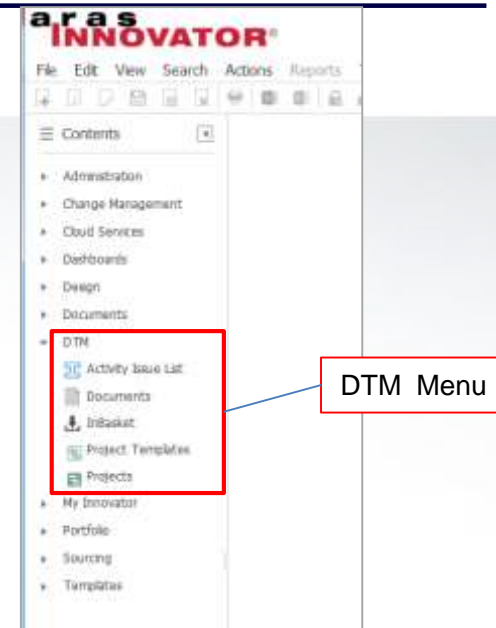 aras
INNOVATOR®
File Edit View Search Actions Reports
Contents
Administration
Change Management
Cloud Services
Dashboards
Design
Documents
DTM
Activity Issue List
Documents
InBasket
Project Templates
Projects
My Innovator
Portfolio
Sourcing
Templates
DTM Menu